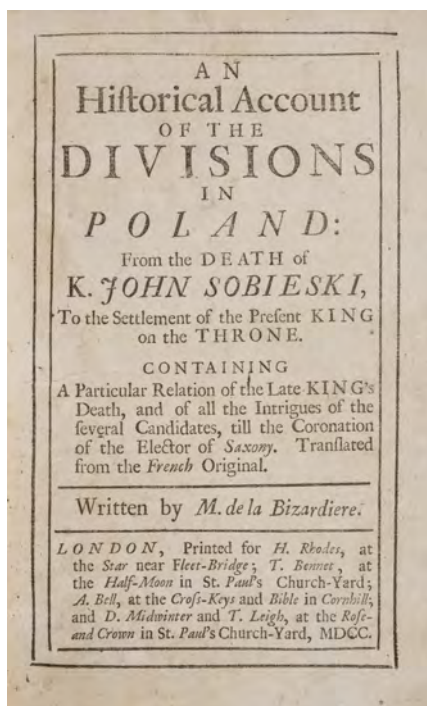 AN
Hiſtorical Account
OF THE
DIVISIONS
IN
POLAND:
From the DEATH of
K. JOHN SOBIESKI,
To the Settlement of the Preſent KING
on the THRONE.
CONTAINING
A Particular Relation of the Late KING's
Death, and of all the Intrigues of the
ſeveral Candidates, till the Coronation
of the Elector of Saxony. Tranſlated
from the French Original.
Written by M. de la Bizardiere.
LONDON, Printed for H. Rhodes, at
the Star near Fleet-Bridge; T. Bennet, at
the Half-Moon in St. Paul's Church-Yard;
A. Bell, at the Croſs-Keys and Bible in Cornhill;
and D. Midwinter and T. Leigh, at the Roſe-
and Crown in St. Paul's Church-Yard, MDCC.